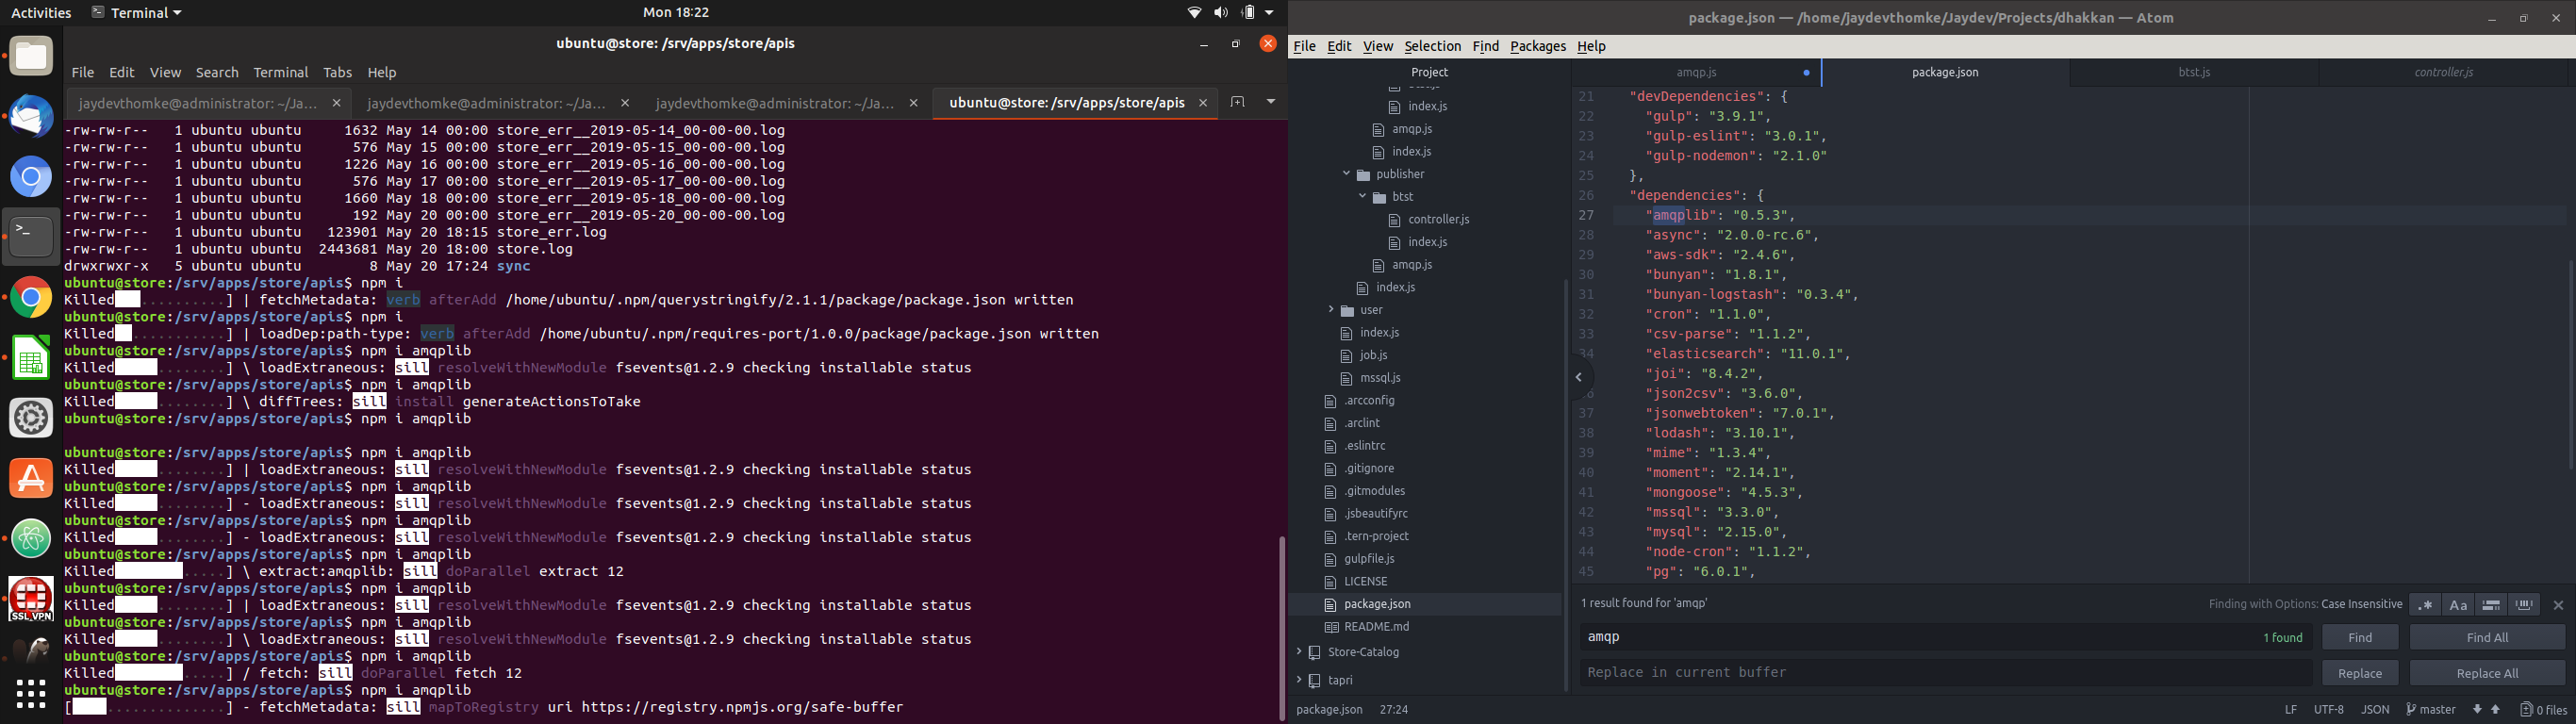 Activities
Terminal
Mon 18:22
ubuntu@store: /srv/apps/store/apis
File Edit View Search Terminal Tabs Help
jaydevthomke@administrator: ~/Ja... ×
jaydevthomke@administrator: ~/Ja... ×
jaydevthomke@administrator: ~/Ja... ×
ubuntu@store: /srv/apps/store/apis ×
-rw-rw-r-- 1 ubuntu ubuntu 1632 May 14 00:00 store_err__2019-05-14_00-00-00.log
-rw-rw-r-- 1 ubuntu ubuntu 576 May 15 00:00 store_err__2019-05-15_00-00-00.log
-rw-rw-r-- 1 ubuntu ubuntu 1226 May 16 00:00 store_err__2019-05-16_00-00-00.log
-rw-rw-r-- 1 ubuntu ubuntu 576 May 17 00:00 store_err__2019-05-17_00-00-00.log
-rw-rw-r-- 1 ubuntu ubuntu 1660 May 18 00:00 store_err__2019-05-18_00-00-00.log
-rw-rw-r-- 1 ubuntu ubuntu 192 May 20 00:00 store_err__2019-05-20_00-00-00.log
-rw-rw-r-- 1 ubuntu ubuntu 123901 May 20 18:15 store_err.log
-rw-rw-r-- 1 ubuntu ubuntu 2443681 May 20 18:00 store.log
drwxrwxr-x 5 ubuntu ubuntu 8 May 20 17:24 sync
ubuntu@store:/srv/apps/store/apis$ npm i
Killed ..........] | fetchMetadata: verb afterAdd /home/ubuntu/.npm/querystringify/2.1.1/package/package.json written
ubuntu@store:/srv/apps/store/apis$ npm i
Killed ...........] | loadDep:path-type: verb afterAdd /home/ubuntu/.npm/requires-port/1.0.0/package/package.json written
ubuntu@store:/srv/apps/store/apis$ npm i amqplib
Killed ........] \ loadExtraneous: sill resolveWithNewModule fsevents@1.2.9 checking installable status
ubuntu@store:/srv/apps/store/apis$ npm i amqplib
Killed ........] \ diffTrees: sill install generateActionsToTake
ubuntu@store:/srv/apps/store/apis$ npm i amqplib
ubuntu@store:/srv/apps/store/apis$ npm i amqplib
Killed ........] | loadExtraneous: sill resolveWithNewModule fsevents@1.2.9 checking installable status
ubuntu@store:/srv/apps/store/apis$ npm i amqplib
Killed ........] - loadExtraneous: sill resolveWithNewModule fsevents@1.2.9 checking installable status
ubuntu@store:/srv/apps/store/apis$ npm i amqplib
Killed ........] - loadExtraneous: sill resolveWithNewModule fsevents@1.2.9 checking installable status
ubuntu@store:/srv/apps/store/apis$ npm i amqplib
Killed .....] \ extract:amqplib: sill doParallel extract 12
ubuntu@store:/srv/apps/store/apis$ npm i amqplib
Killed ........] | loadExtraneous: sill resolveWithNewModule fsevents@1.2.9 checking installable status
ubuntu@store:/srv/apps/store/apis$ npm i amqplib
Killed ........] \ loadExtraneous: sill resolveWithNewModule fsevents@1.2.9 checking installable status
ubuntu@store:/srv/apps/store/apis$ npm i amqplib
Killed .....] / fetch: sill doParallel fetch 12
ubuntu@store:/srv/apps/store/apis$ npm i amqplib
[ ..............] - fetchMetadata: sill mapToRegistry uri https://registry.npmjs.org/safe-buffer
SSL VPN
package.json — /home/jaydevthomke/Jaydev/Projects/dhakkan — Atom
File Edit View Selection Find Packages Help
Project
index.js
amqp.js
index.js
publisher
btst
controller.js
index.js
amqp.js
index.js
user
index.js
job.js
mssql.js
.arcconfig
.arclint
.eslintrc
.gitignore
.gitmodules
.jsbeautifyrc
.tern-project
gulpfile.js
LICENSE
package.json
README.md
Store-Catalog
tapri
amqp.js
package.json
btst.js
controller.js
21 "devDependencies": {
22 "gulp": "3.9.1",
23 "gulp-eslint": "3.0.1",
24 "gulp-nodemon": "2.1.0"
25 },
26 "dependencies": {
27 "amqplib": "0.5.3",
28 "async": "2.0.0-rc.6",
29 "aws-sdk": "2.4.6",
30 "bunyan": "1.8.1",
31 "bunyan-logstash": "0.3.4",
32 "cron": "1.1.0",
33 "csv-parse": "1.1.2",
34 "elasticsearch": "11.0.1",
"joi": "8.4.2",
36 "json2csv": "3.6.0",
37 "jsonwebtoken": "7.0.1",
38 "lodash": "3.10.1",
39 "mime": "1.3.4",
40 "moment": "2.14.1",
41 "mongoose": "4.5.3",
42 "mssql": "3.3.0",
43 "mysql": "2.15.0",
44 "node-cron": "1.1.2",
45 "pg": "6.0.1",
1 result found for 'amqp'
Finding with Options: Case Insensitive
.* Aa
amqp
1 found
Find
Find All
Replace in current buffer
Replace
Replace All
package.json 27:24
LF UTF-8 JSON master 0 files